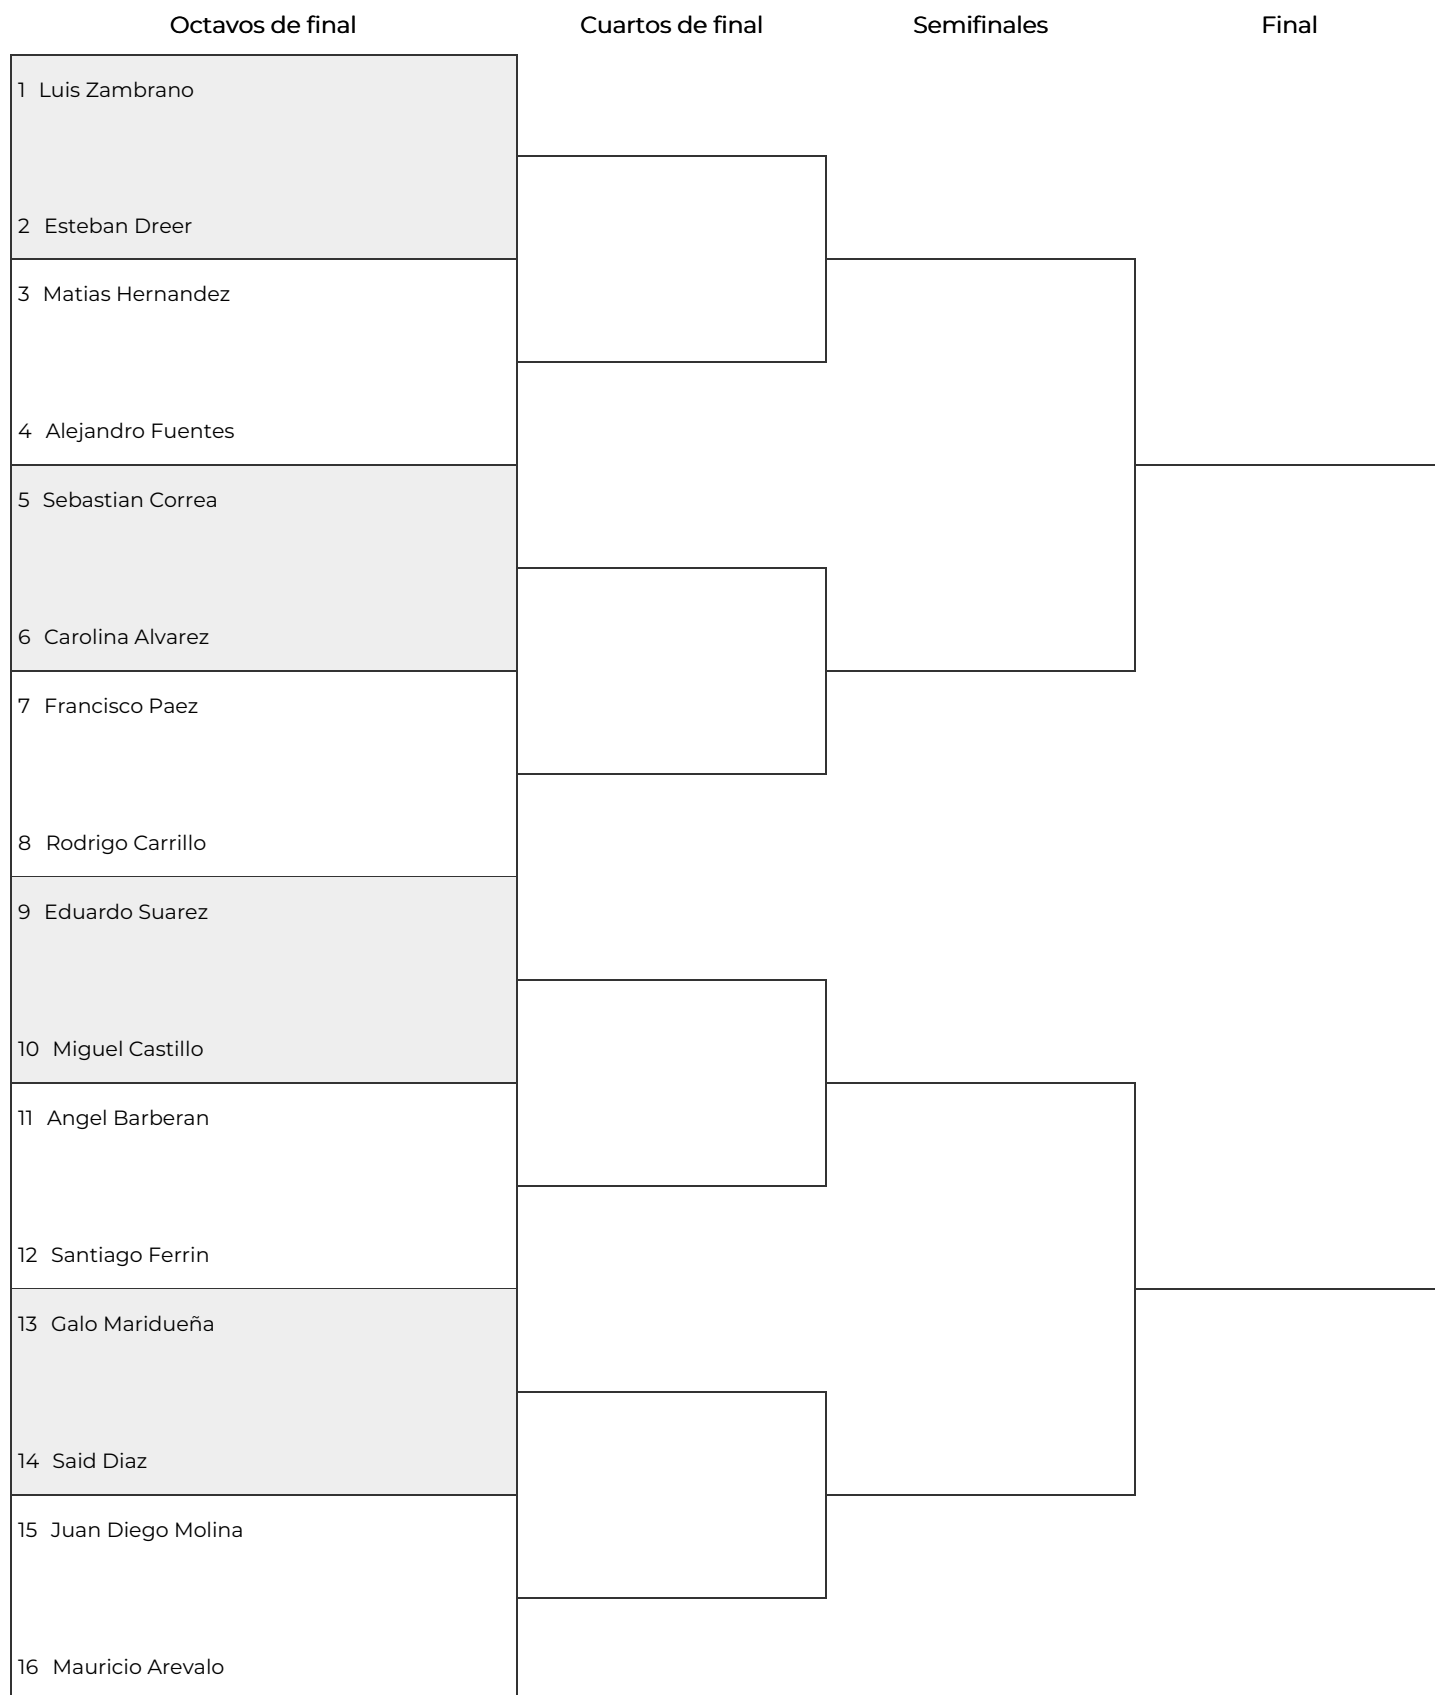 Octavos de final Cuartos de final Semifinales Final
1 Luis Zambrano
2 Esteban Dreer
3 Matias Hernandez
4 Alejandro Fuentes
5 Sebastian Correa
6 Carolina Alvarez
7 Francisco Paez
8 Rodrigo Carrillo
9 Eduardo Suarez
10 Miguel Castillo
11 Angel Barberan
12 Santiago Ferrin
13 Galo Maridueña
14 Said Diaz
15 Juan Diego Molina
16 Mauricio Arevalo